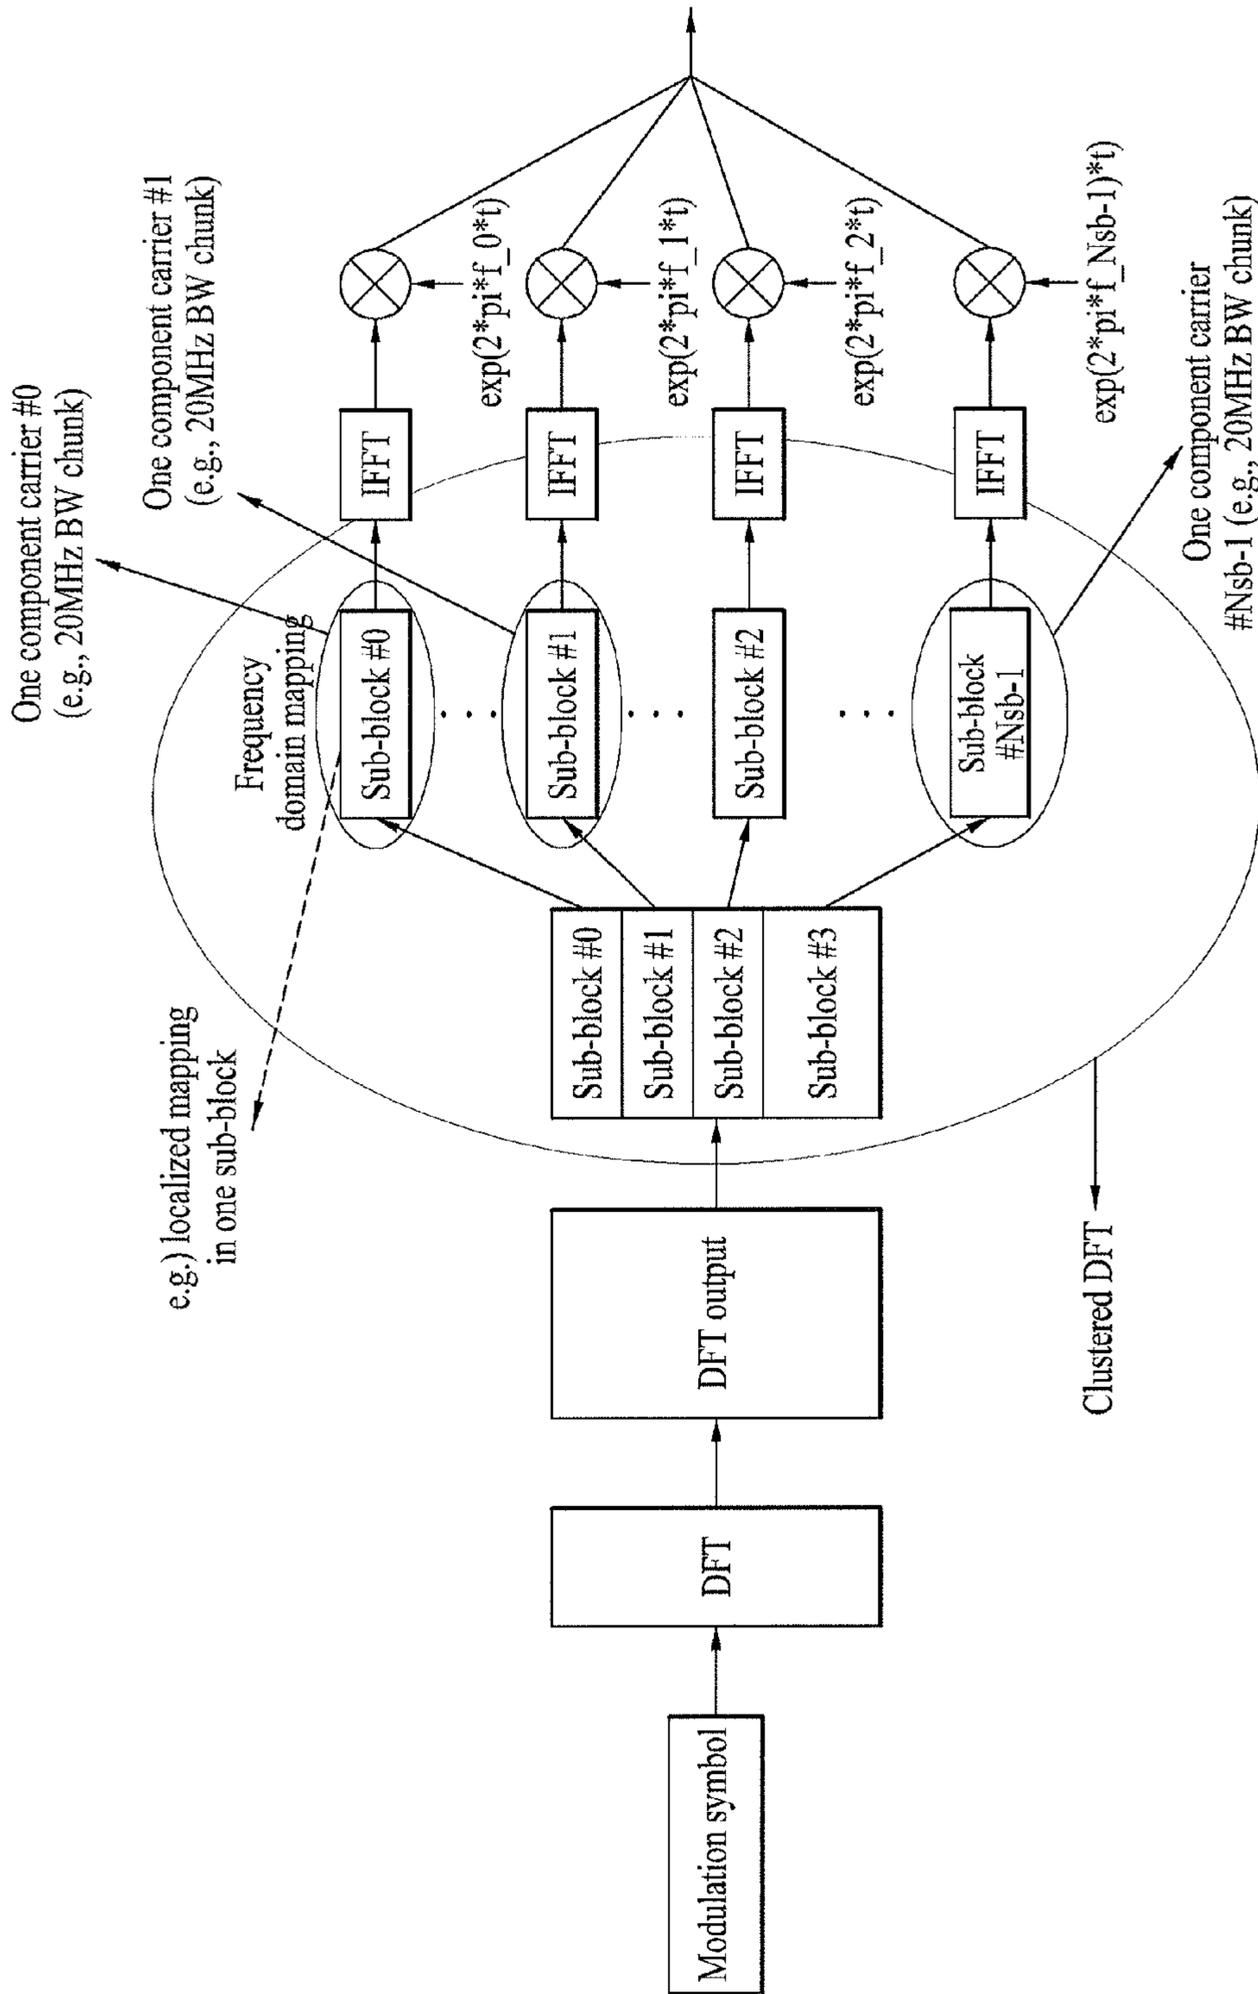 Modulation symbol
DFT
DFT output
Sub-block #0
Sub-block #1
Sub-block #2
Sub-block #3
Clustered DFT
e.g.) localized mapping
in one sub-block
Frequency
domain mapping
One component carrier #0
(e.g., 20MHz BW chunk)
One component carrier #1
(e.g., 20MHz BW chunk)
Sub-block #0
IFFT
exp(2*pi*f_0*t)
. . .
Sub-block #1
IFFT
exp(2*pi*f_1*t)
. . .
Sub-block #2
IFFT
exp(2*pi*f_2*t)
. . .
Sub-block
#Nsb-1
IFFT
exp(2*pi*f_Nsb-1)*t)
One component carrier
#Nsb-1 (e.g., 20MHz BW chunk)